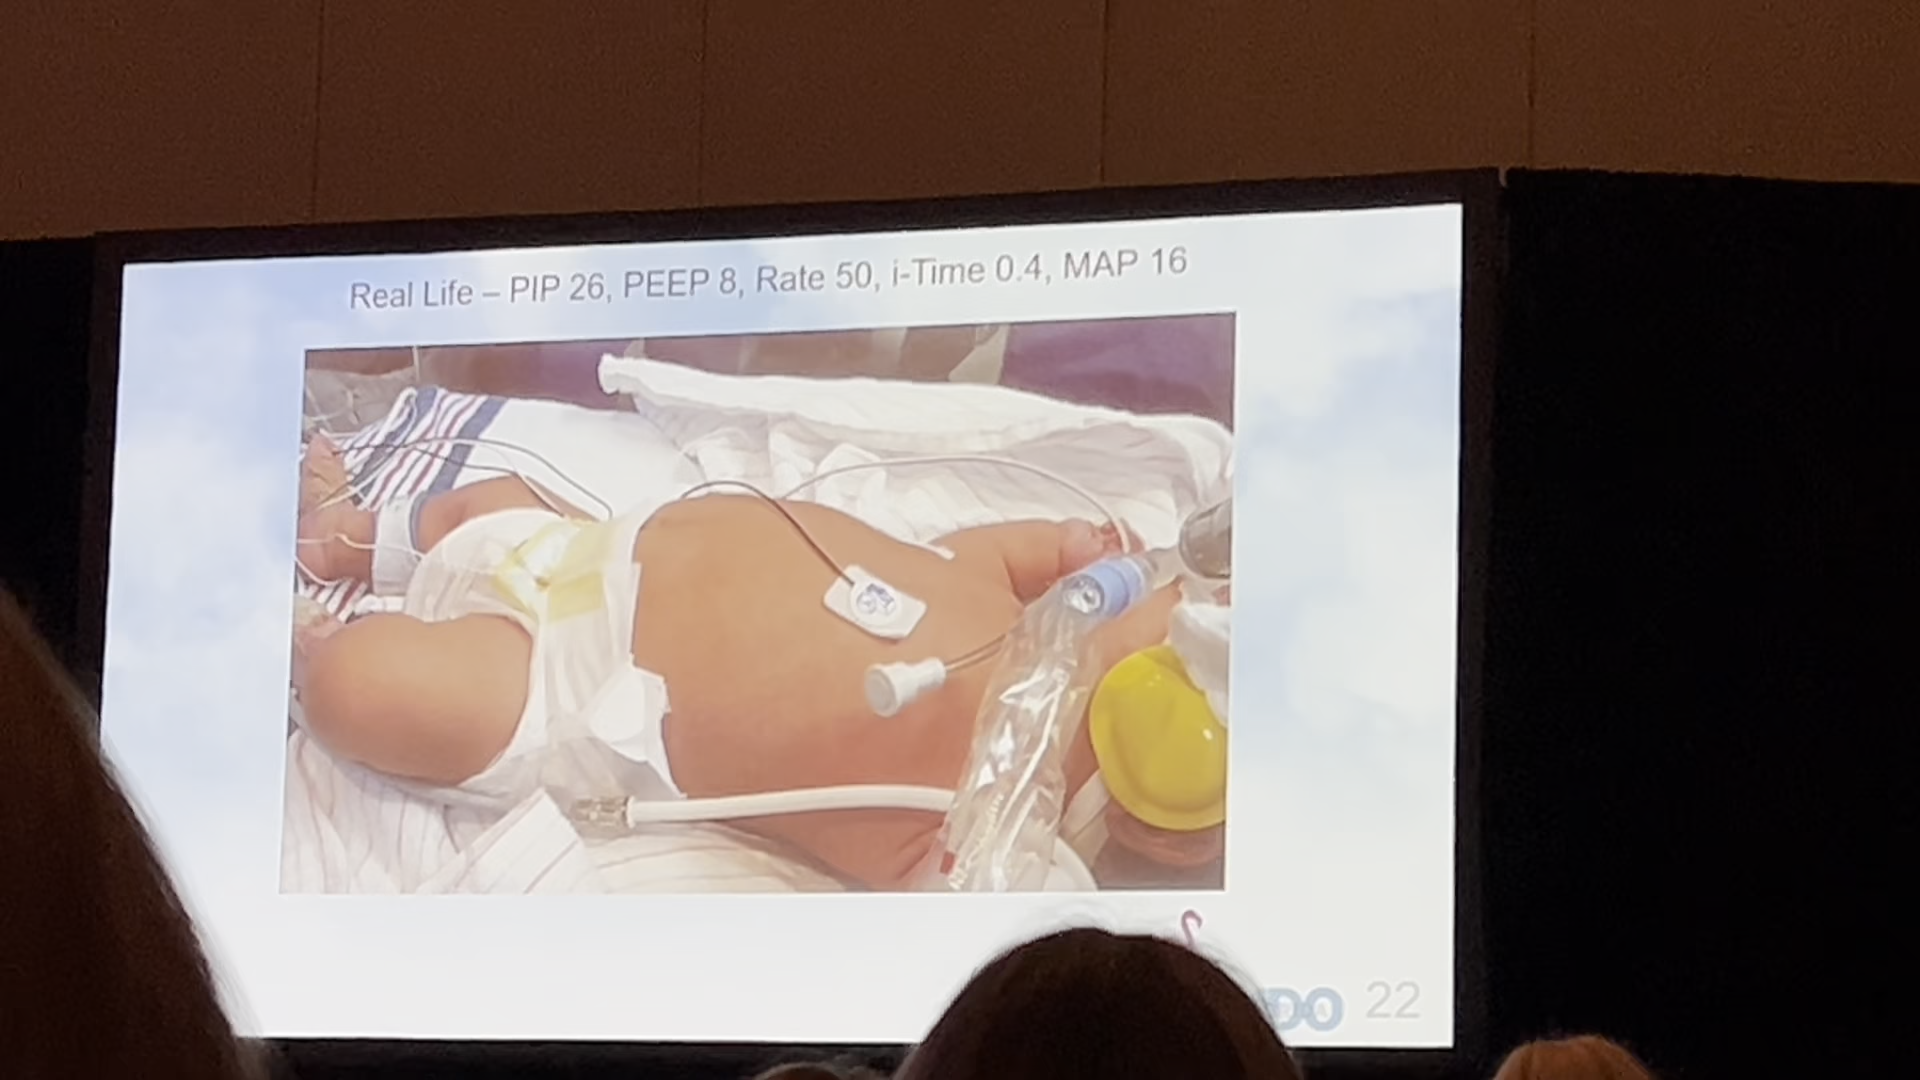 Real Life – PIP 26, PEEP 8, Rate 50, i-Time 0.4, MAP 16
22